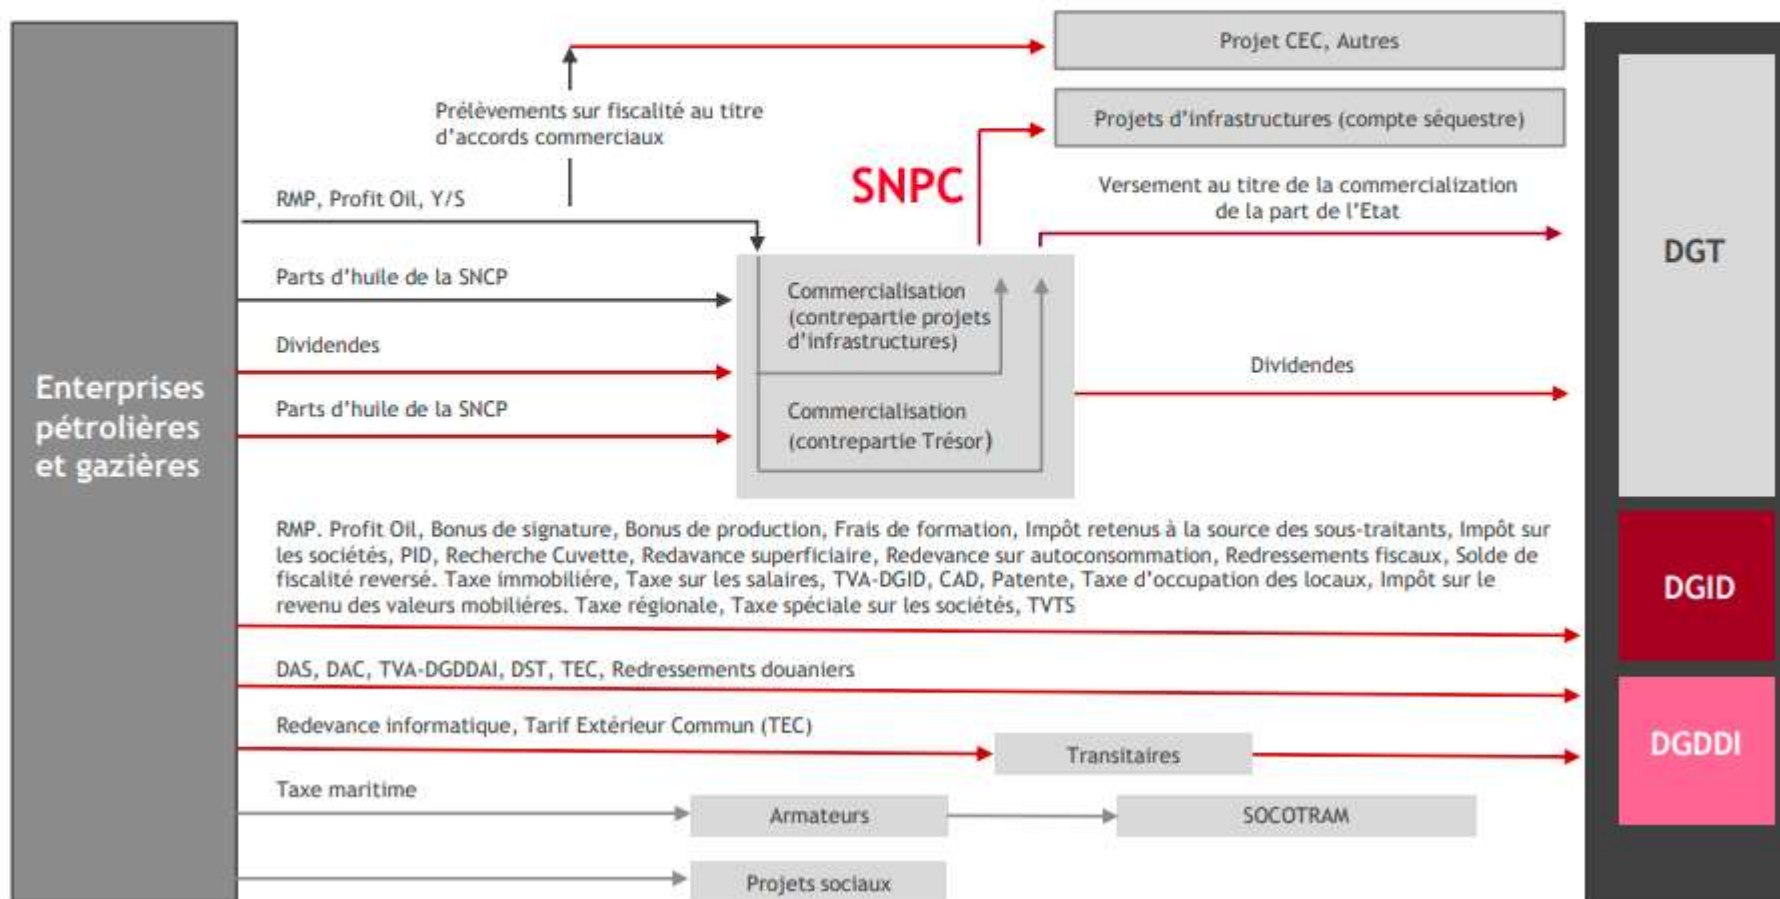 Projet CEC, Autres
Prélèvements sur fiscalité au titre
d'accords commerciaux
Projets d'infrastructures (compte séquestre)
SNPC
RMP, Profit Oil, Y/S
Versement au titre de la commercialization
de la part de l'Etat
Parts d'huile de la SNCP
Commercialisation
(contrepartie projets
d'infrastructures)
Dividendes
Dividendes
Parts d'huile de la SNCP
Commercialisation
(contrepartie Trésor)
Enterprises
pétrolières
et gazières
RMP. Profit Oil, Bonus de signature, Bonus de production, Frais de formation, Impôt retenus à la source des sous-traitants, Impôt sur
les sociétés, PID, Recherche Cuvette, Redavance superficiaire, Redevance sur autoconsommation, Redressements fiscaux, Solde de
fiscalité reversé. Taxe immobiliére, Taxe sur les salaires, TVA-DGID, CAD, Patente, Taxe d'occupation des locaux, Impôt sur le
revenu des valeurs mobiliéres. Taxe régionale, Taxe spéciale sur les sociétés, TVTS
DAS, DAC, TVA-DGDDAI, DST, TEC, Redressements douaniers
Redevance informatique, Tarif Extérieur Commun (TEC)
Transitaires
Taxe maritime
Armateurs
SOCOTRAM
Projets sociaux
DGT
DGID
DGDDI